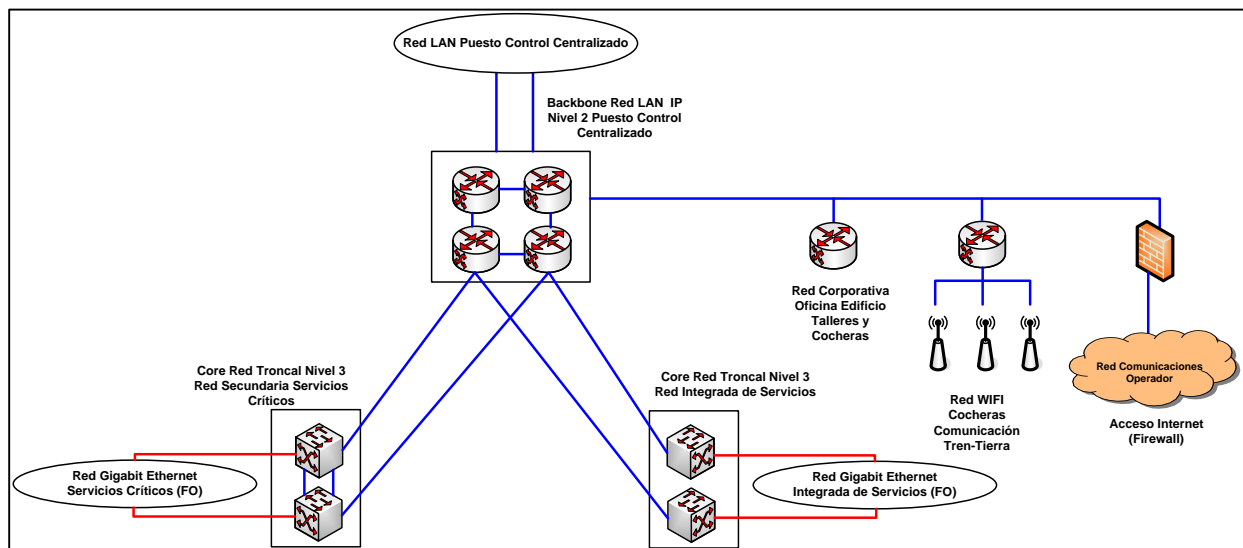 Red LAN Puesto Control Centralizado
Backbone Red LAN IP
Nivel 2 Puesto Control
Centralizado
Red Corporativa
Oficina Edificio
Talleres y
Cocheras
Red WIFI
Cocheras
Comunicación
Tren-Tierra
Red Comunicaciones
Operador
Acceso Internet
(Firewall)
Core Red Troncal Nivel 3
Red Secundaria Servicios
Críticos
Core Red Troncal Nivel 3
Red Integrada de Servicios
Red Gigabit Ethernet
Servicios Críticos (FO)
Red Gigabit Ethernet
Integrada de Servicios (FO)